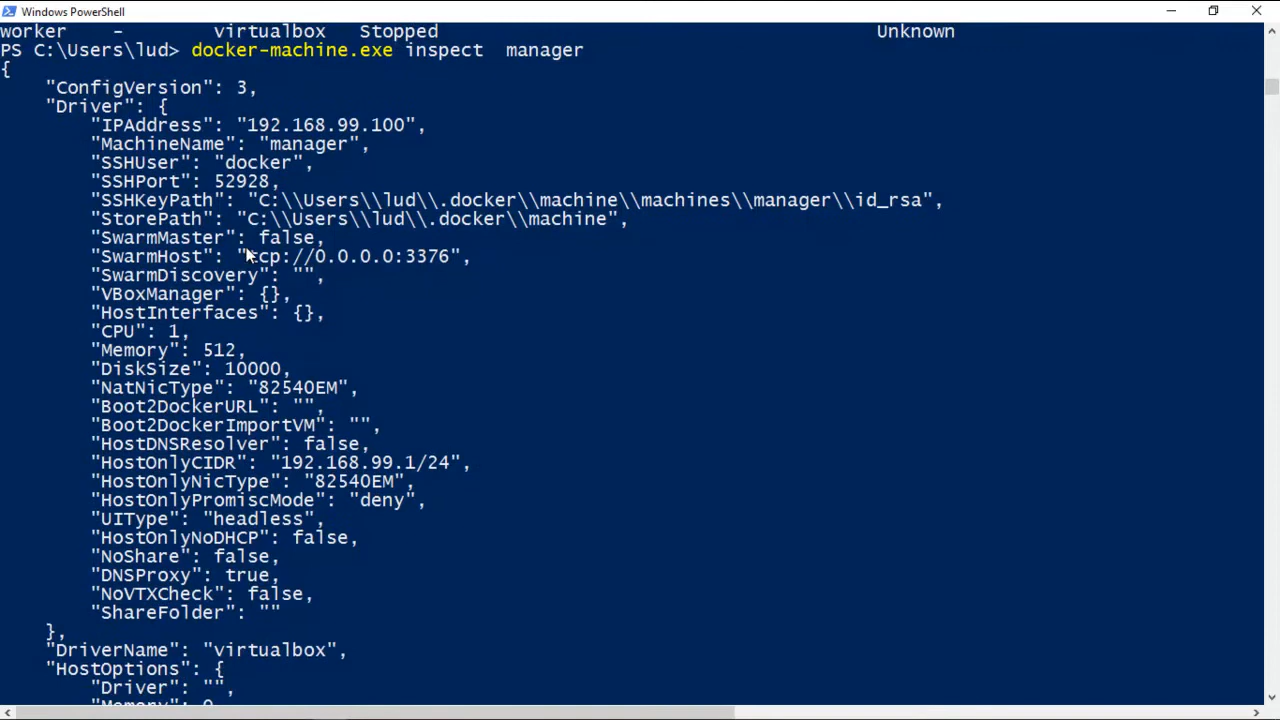 Windows PowerShell
worker - virtualbox Stopped Unknown
PS C:\Users\lud> docker-machine.exe inspect manager
{
"ConfigVersion": 3,
"Driver": {
"IPAddress": "192.168.99.100",
"MachineName": "manager",
"SSHUser": "docker",
"SSHPort": 52928,
"SSHKeyPath": "C:\\Users\\lud\\.docker\\machine\\machines\\manager\\id_rsa",
"StorePath": "C:\\Users\\lud\\.docker\\machine",
"SwarmMaster": false,
"SwarmHost": "tcp://0.0.0.0:3376",
"SwarmDiscovery": "",
"VBoxManager": {},
"HostInterfaces": {},
"CPU": 1,
"Memory": 512,
"DiskSize": 10000,
"NatNicType": "82540EM",
"Boot2DockerURL": "",
"Boot2DockerImportVM": "",
"HostDNSResolver": false,
"HostOnlyCIDR": "192.168.99.1/24",
"HostOnlyNicType": "82540EM",
"HostOnlyPromiscMode": "deny",
"UIType": "headless",
"HostOnlyNoDHCP": false,
"NoShare": false,
"DNSProxy": true,
"NoVTXCheck": false,
"ShareFolder": ""
},
"DriverName": "virtualbox",
"HostOptions": {
"Driver": "",